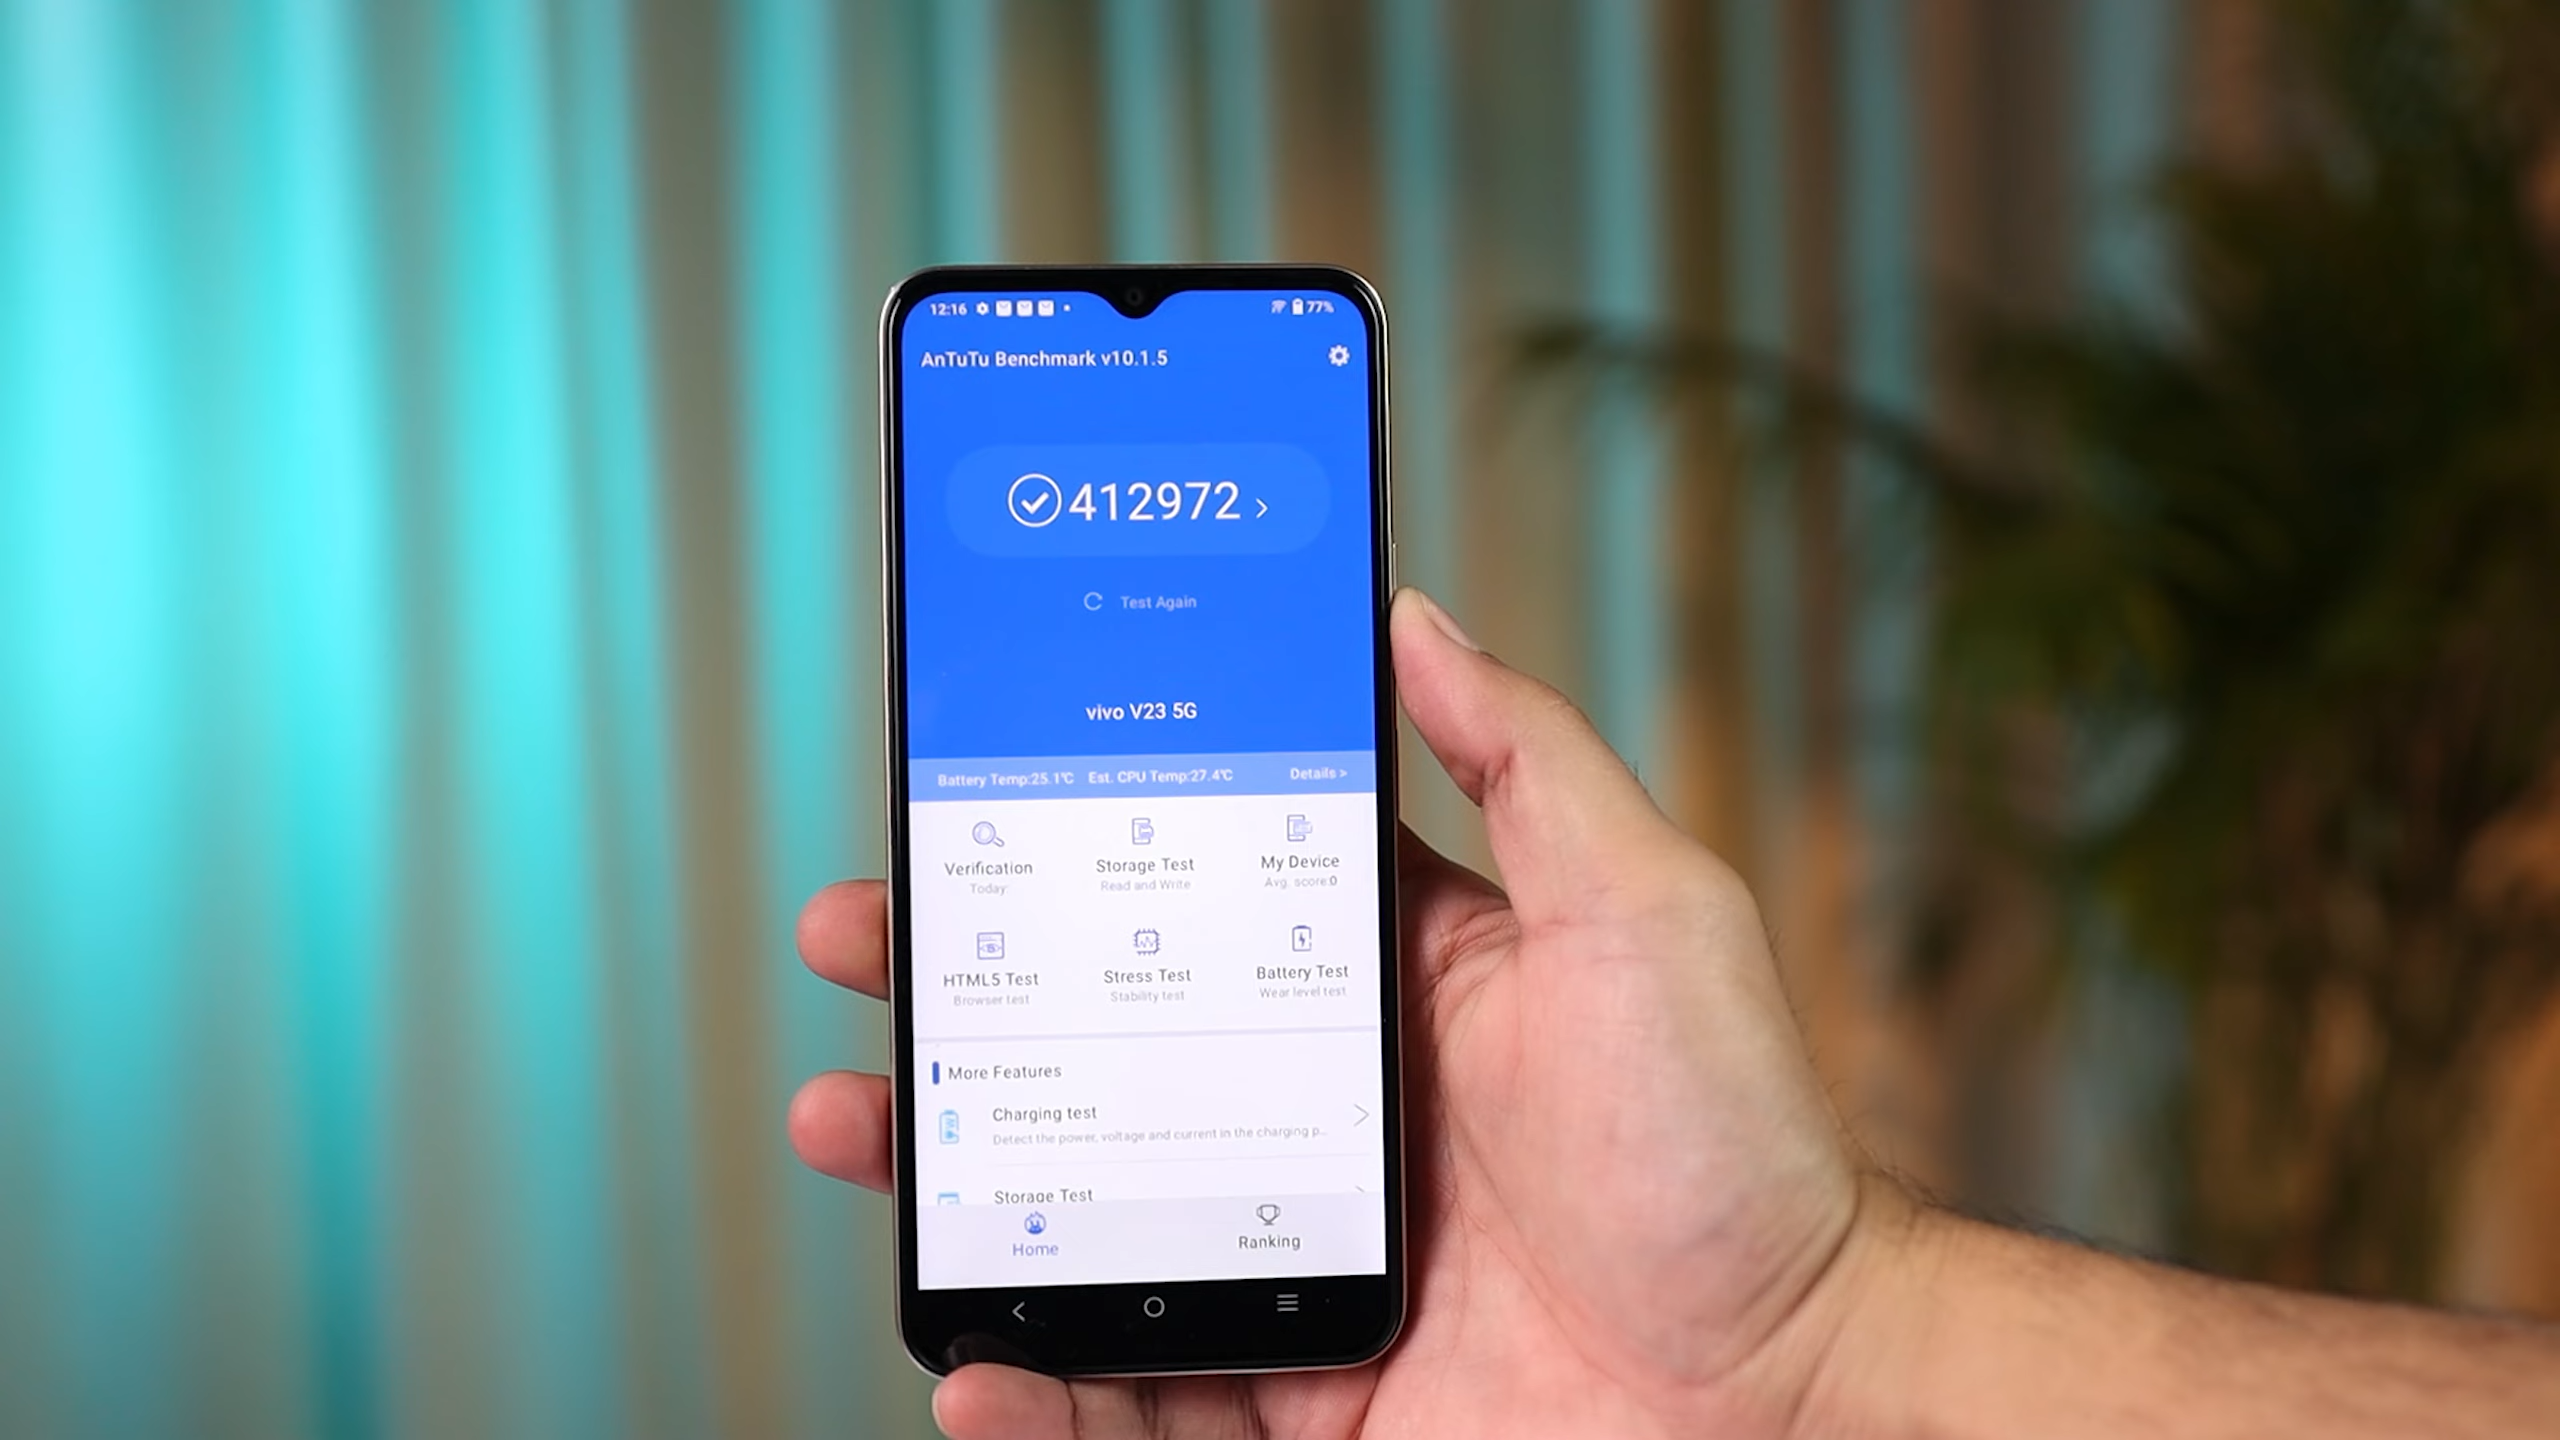 12:16 77%
AnTuTu Benchmark v10.1.5
412972 >
Test Again
vivo V23 5G
Battery Temp:25.1℃ Est. CPU Temp:27.4℃ Details >
Verification Storage Test My Device
Today: Read and Write Avg. score:0
HTML5 Test Stress Test Battery Test
Browser test Stability test Wear level test
More Features
Charging test
Detect the power, voltage and current in the charging p...
Storage Test
Home Ranking